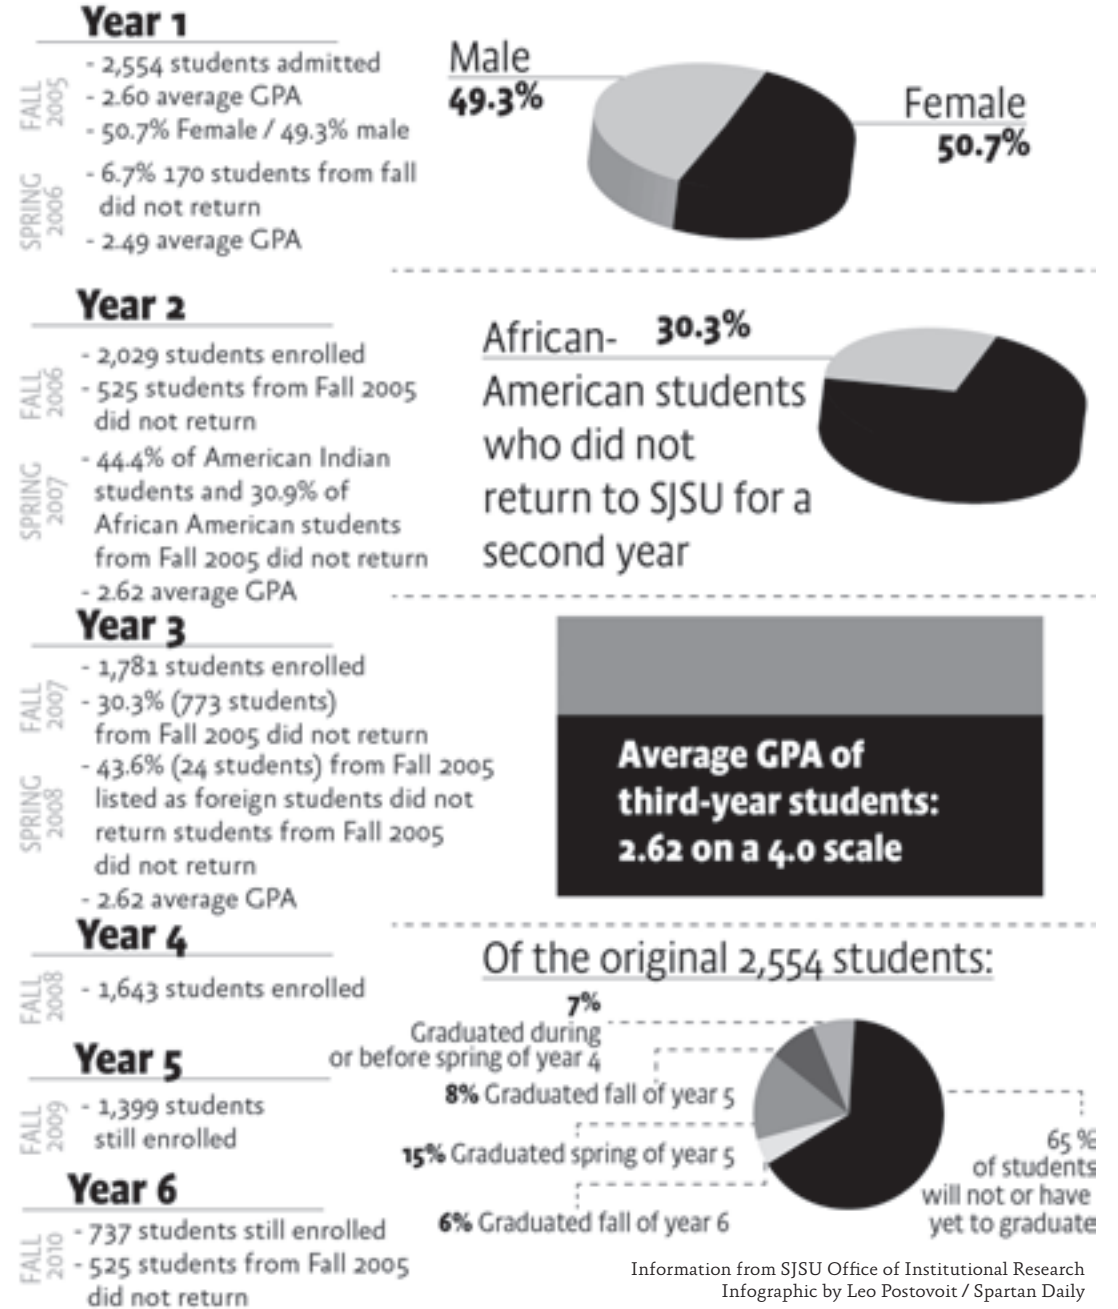 Year 1
FALL
2005
- 2,554 students admitted
- 2.60 average GPA
- 50.7% Female / 49.3% male
SPRING
2006
- 6.7% 170 students from fall
did not return
- 2.49 average GPA
Male
49.3%
Female
50.7%
Year 2
FALL
2006
- 2,029 students enrolled
- 525 students from Fall 2005
did not return
SPRING
2007
- 44.4% of American Indian
students and 30.9% of
African American students
from Fall 2005 did not return
- 2.62 average GPA
African- 30.3%
American students
who did not
return to SJSU for a
second year
Year 3
FALL
2007
- 1,781 students enrolled
- 30.3% (773 students)
from Fall 2005 did not return
SPRING
2008
- 43.6% (24 students) from Fall 2005
listed as foreign students did not
return students from Fall 2005
did not return
- 2.62 average GPA
Average GPA of
third-year students:
2.62 on a 4.0 scale
Year 4
FALL
2008
- 1,643 students enrolled
Year 5
FALL
2009
- 1,399 students
still enrolled
Year 6
FALL
2010
- 737 students still enrolled
- 525 students from Fall 2005
did not return
Of the original 2,554 students:
7%
Graduated during
or before spring of year 4
8% Graduated fall of year 5
15% Graduated spring of year 5
6% Graduated fall of year 6
65 %
of students
will not or have
yet to graduate
Information from SJSU Office of Institutional Research
Infographic by Leo Postovoit / Spartan Daily